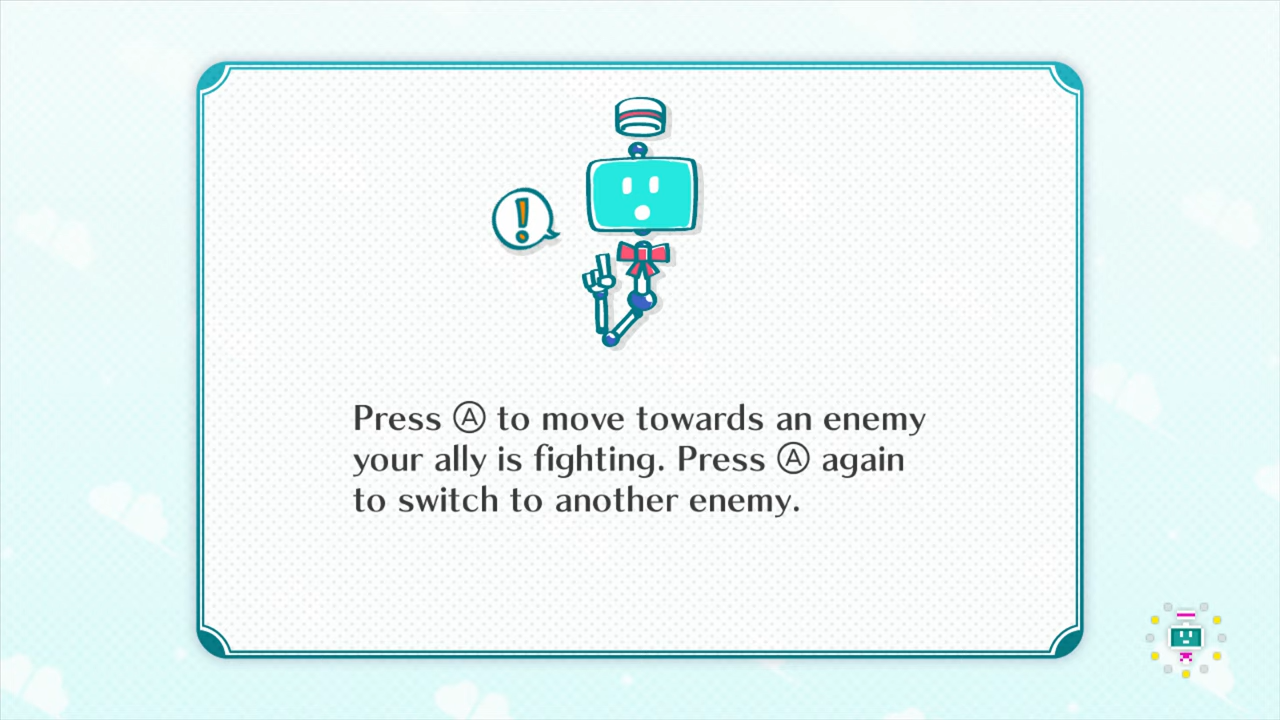 !
Press Ⓐ to move towards an enemy
your ally is fighting. Press Ⓐ again
to switch to another enemy.